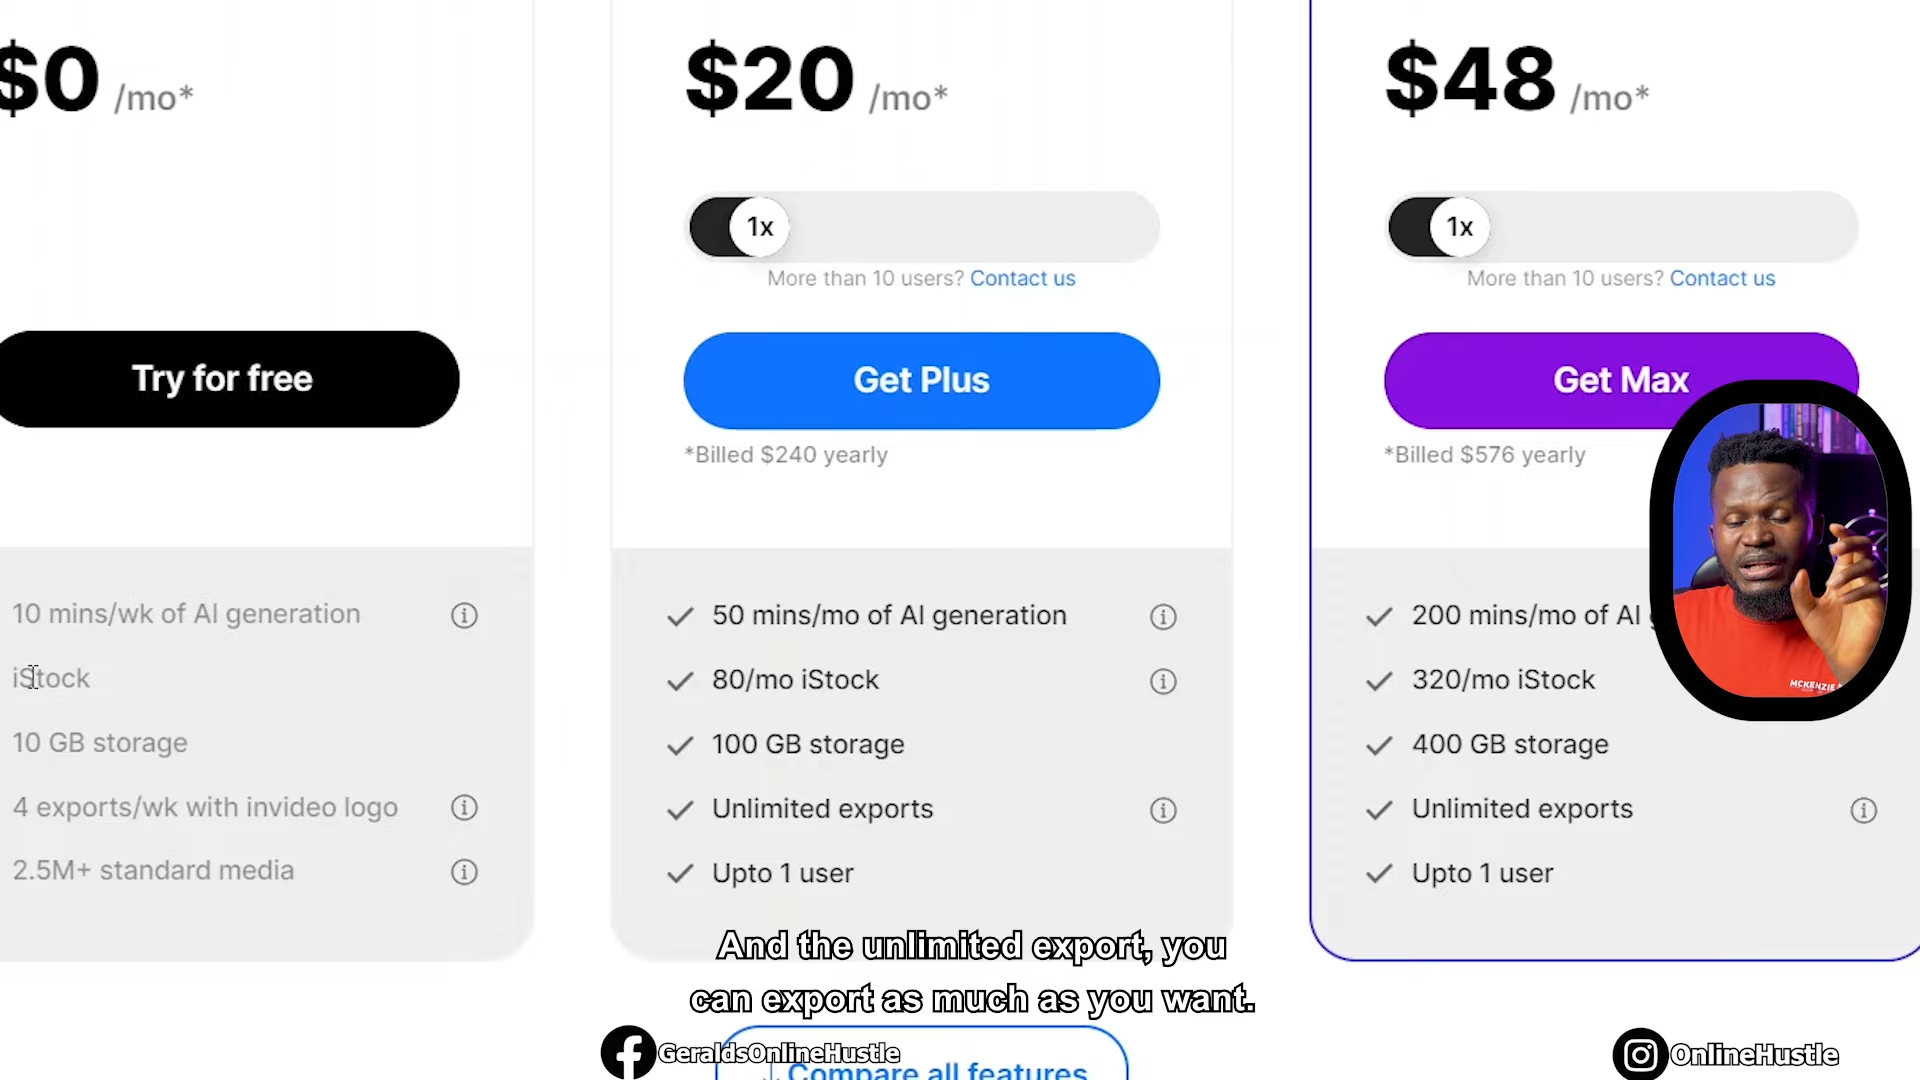 $0 /mo*
Try for free
10 mins/wk of AI generation
iStock
10 GB storage
4 exports/wk with invideo logo
2.5M+ standard media
$20 /mo*
1x
More than 10 users? Contact us
Get Plus
*Billed $240 yearly
50 mins/mo of AI generation
80/mo iStock
100 GB storage
Unlimited exports
Upto 1 user
$48 /mo*
1x
More than 10 users? Contact us
Get Max
*Billed $576 yearly
200 mins/mo of AI
320/mo iStock
400 GB storage
Unlimited exports
Upto 1 user
MCKENZIE
And the unlimited export, you
can export as much as you want.
GeraldsOnlineHustle
Compare all features
OnlineHustle